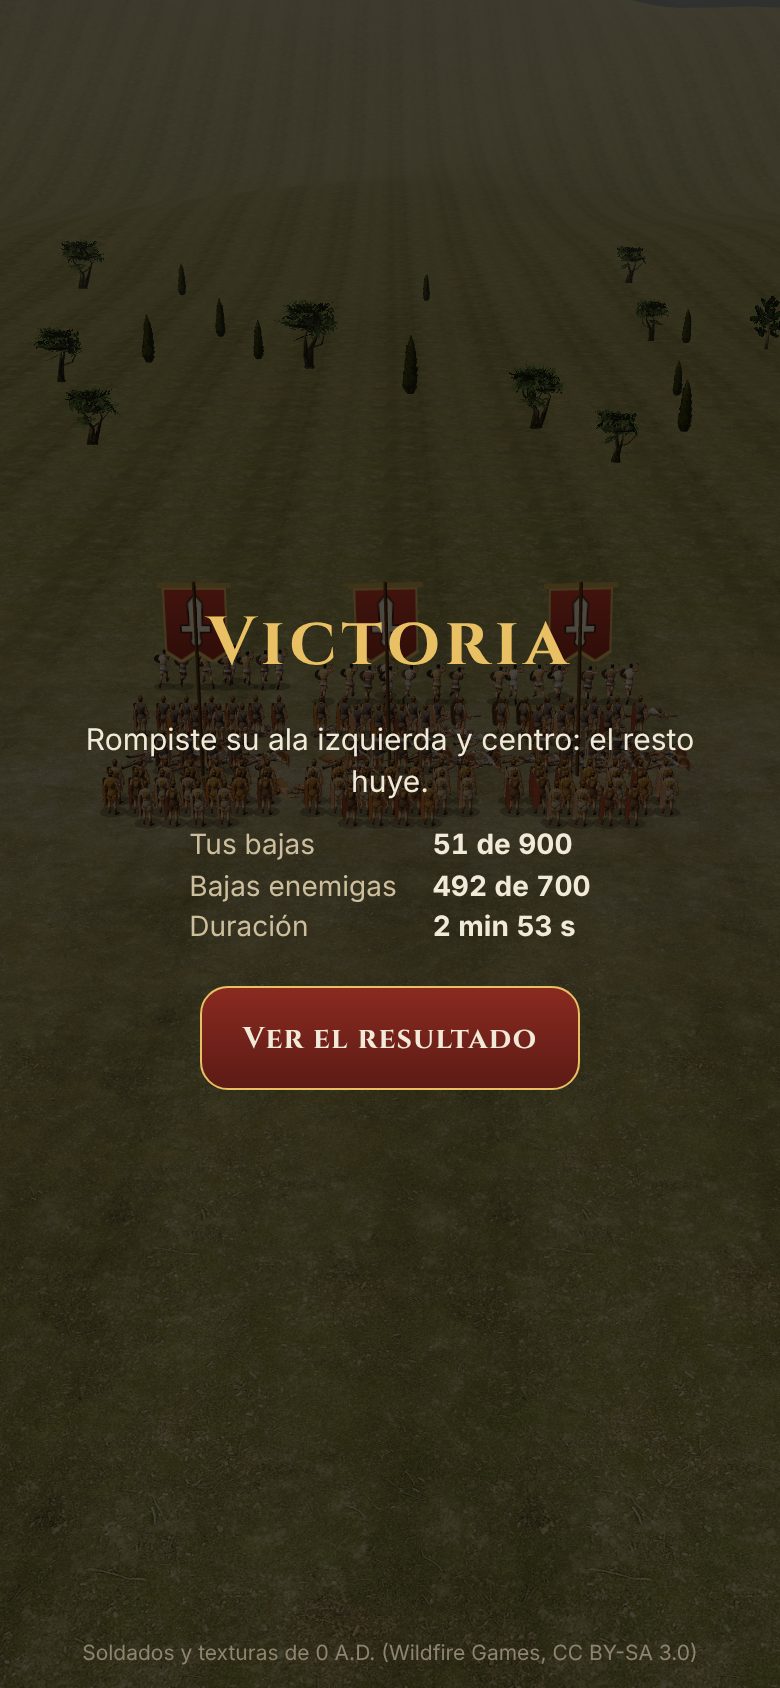 Victoria
Rompiste su ala izquierda y centro: el resto
huye.
Tus bajas 51 de 900
Bajas enemigas 492 de 700
Duración 2 min 53 s
Ver el resultado
Soldados y texturas de 0 A.D. (Wildfire Games, CC BY-SA 3.0)